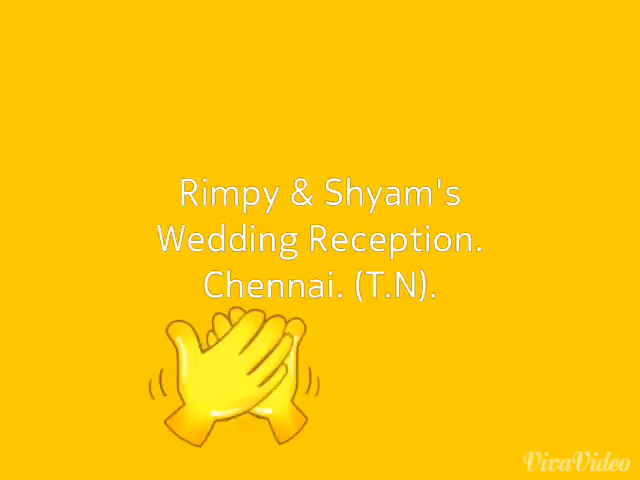 Rimpy & Shyam's
Wedding Reception.
Chennai. (T.N).
VivaVideo